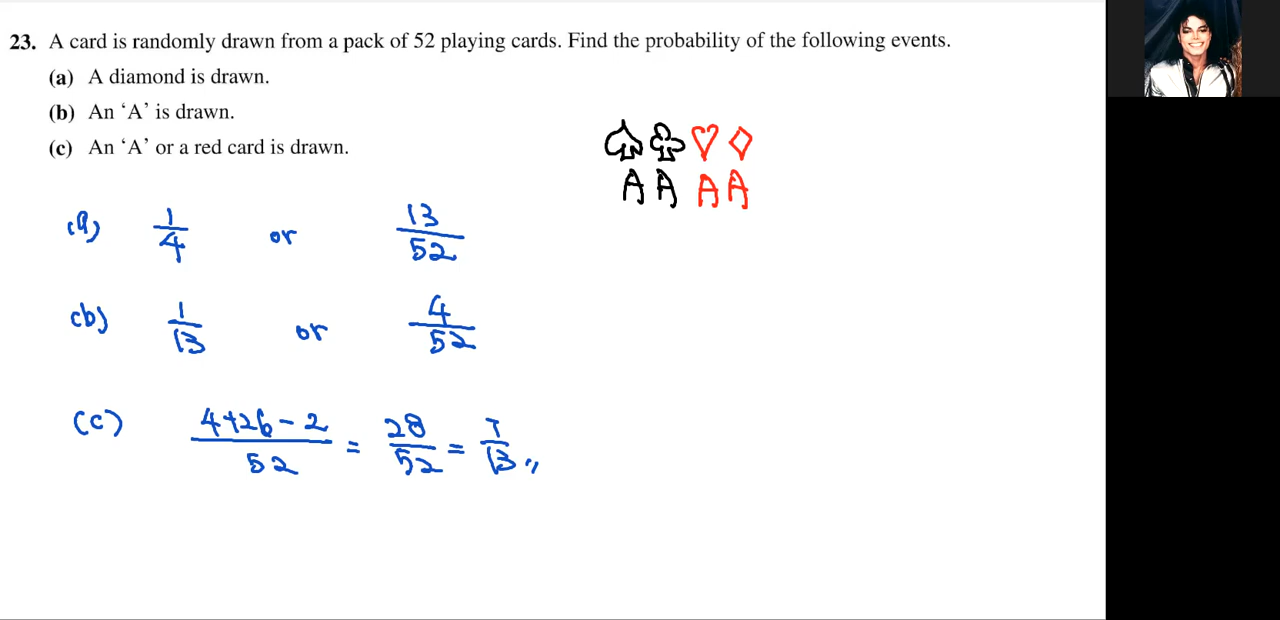 23. A card is randomly drawn from a pack of 52 playing cards. Find the probability of the following events.
(a) A diamond is drawn.
(b) An ‘A’ is drawn.
(c) An ‘A’ or a red card is drawn.
♠ ♣ ♡ ♢
A A A A
(a) 1/4 or 13/52
(b) 1/13 or 4/52
(c) (4+26-2)/52 = 28/52 = 7/13 〃